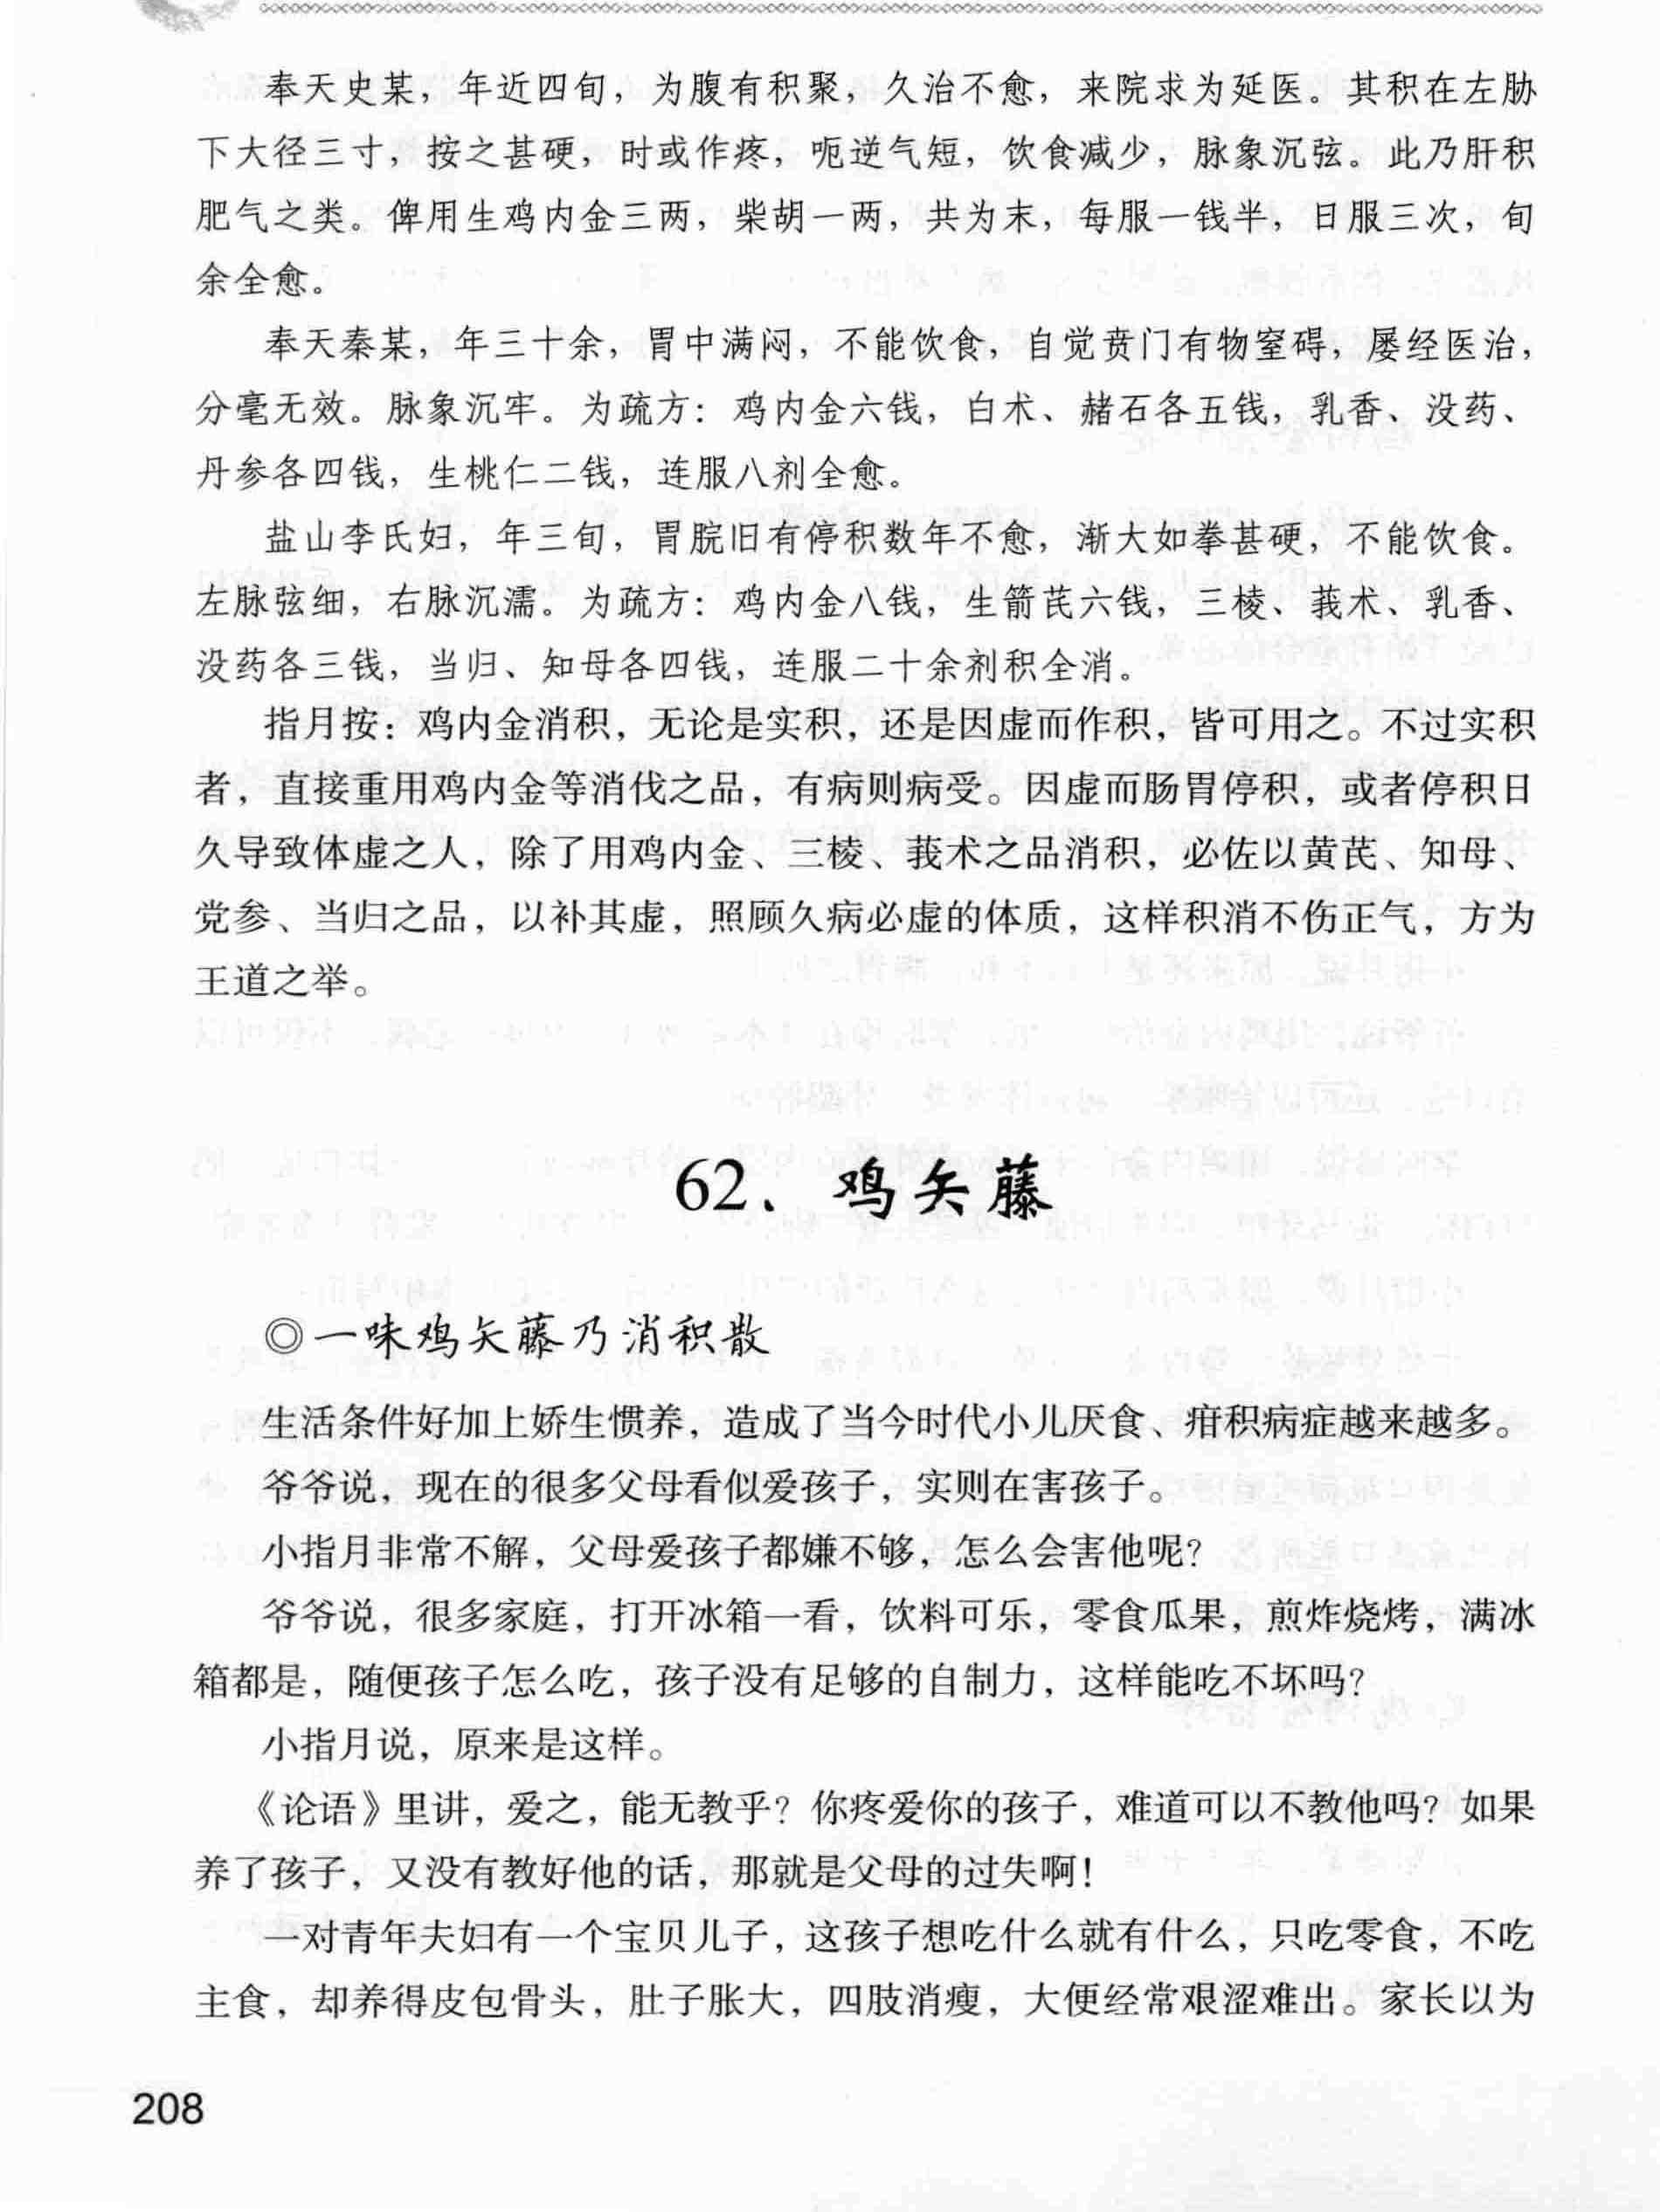 奉天史某，年近四旬，为腹有积聚，久治不愈，来院求为延医。其积在左胁
下大径三寸，按之甚硬，时或作疼，呃逆气短，饮食减少，脉象沉弦。此乃肝积
肥气之类。俾用生鸡内金三两，柴胡一两，共为末，每服一钱半，日服三次，旬
余全愈。
奉天秦某，年三十余，胃中满闷，不能饮食，自觉贲门有物窒碍，屡经医治，
分毫无效。脉象沉牢。为疏方：鸡内金六钱，白术、赭石各五钱，乳香、没药、
丹参各四钱，生桃仁二钱，连服八剂全愈。
盐山李氏妇，年三旬，胃脘旧有停积数年不愈，渐大如拳甚硬，不能饮食。
左脉弦细，右脉沉濡。为疏方：鸡内金八钱，生箭芪六钱，三棱、莪术、乳香、
没药各三钱，当归、知母各四钱，连服二十余剂积全消。
指月按：鸡内金消积，无论是实积，还是因虚而作积，皆可用之。不过实积
者，直接重用鸡内金等消伐之品，有病则病受。因虚而肠胃停积，或者停积日
久导致体虚之人，除了用鸡内金、三棱、莪术之品消积，必佐以黄芪、知母、
党参、当归之品，以补其虚，照顾久病必虚的体质，这样积消不伤正气，方为
王道之举。
62、鸡矢藤
◎一味鸡矢藤乃消积散
生活条件好加上娇生惯养，造成了当今时代小儿厌食、疳积病症越来越多。
爷爷说，现在的很多父母看似爱孩子，实则在害孩子。
小指月非常不解，父母爱孩子都嫌不够，怎么会害他呢？
爷爷说，很多家庭，打开冰箱一看，饮料可乐，零食瓜果，煎炸烧烤，满冰
箱都是，随便孩子怎么吃，孩子没有足够的自制力，这样能吃不坏吗？
小指月说，原来是这样。
《论语》里讲，爱之，能无教乎？你疼爱你的孩子，难道可以不教他吗？如果
养了孩子，又没有教好他的话，那就是父母的过失啊！
一对青年夫妇有一个宝贝儿子，这孩子想吃什么就有什么，只吃零食，不吃
主食，却养得皮包骨头，肚子胀大，四肢消瘦，大便经常艰涩难出。家长以为
208